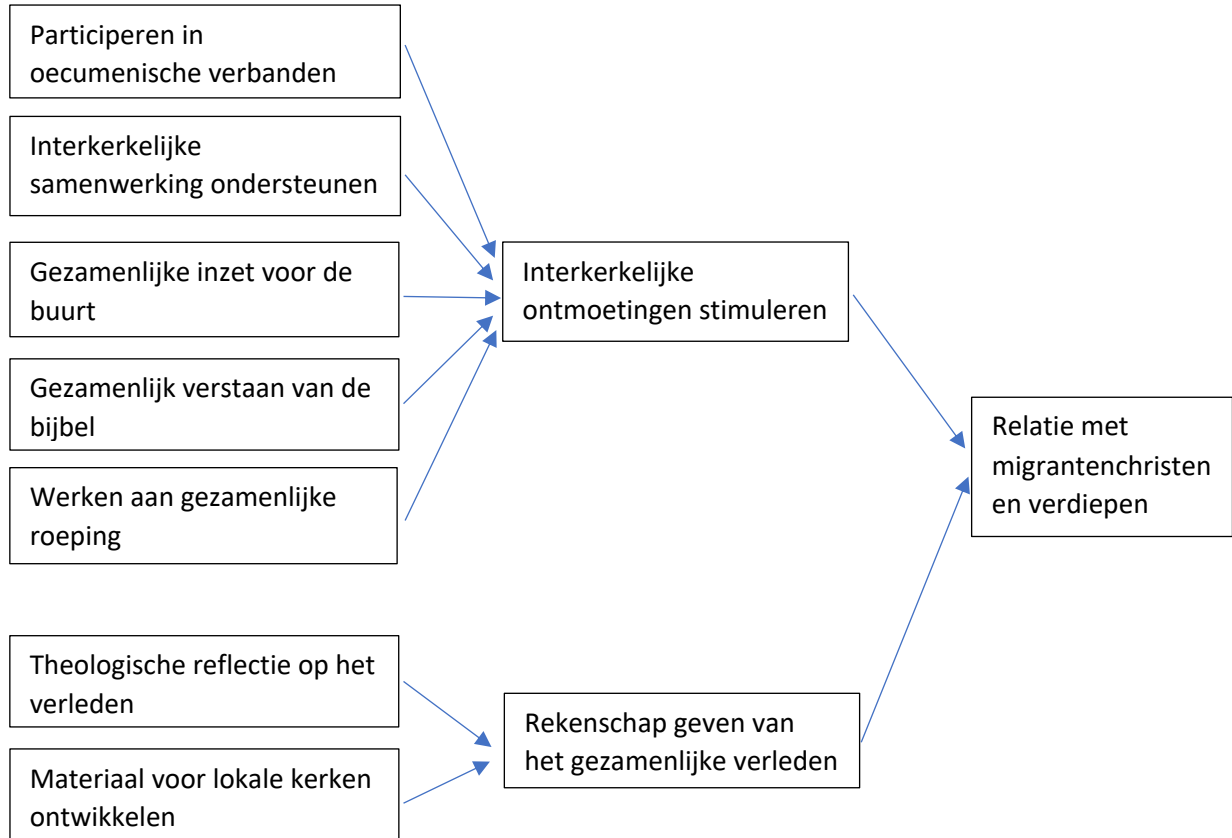 Participeren in
oecumenische verbanden
Interkerkelijke
samenwerking ondersteunen
Gezamenlijke inzet voor de
buurt
Gezamenlijk verstaan van de
bijbel
Werken aan gezamenlijke
roeping
Theologische reflectie op het
verleden
Materiaal voor lokale kerken
ontwikkelen
Interkerkelijke
ontmoetingen stimuleren
Rekenschap geven van
het gezamenlijke verleden
Relatie met
migrantenchristen
en verdiepen